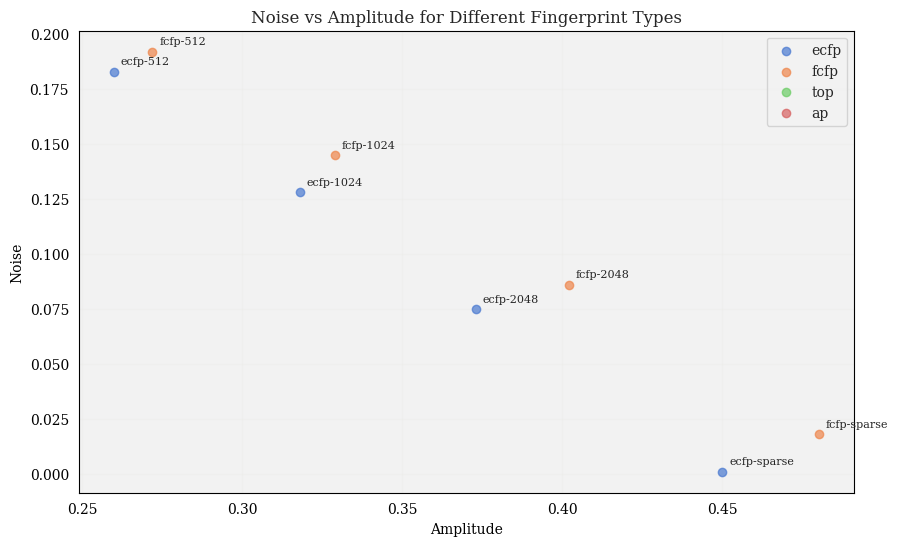 Noise vs Amplitude for Different Fingerprint Types
Noise
0.200
0.175
0.150
0.125
0.100
0.075
0.050
0.025
0.000
fcfp-512
ecfp-512
fcfp-1024
ecfp-1024
fcfp-2048
ecfp-2048
fcfp-sparse
ecfp-sparse
ecfp
fcfp
top
ap
0.25 0.30 0.35 0.40 0.45
Amplitude